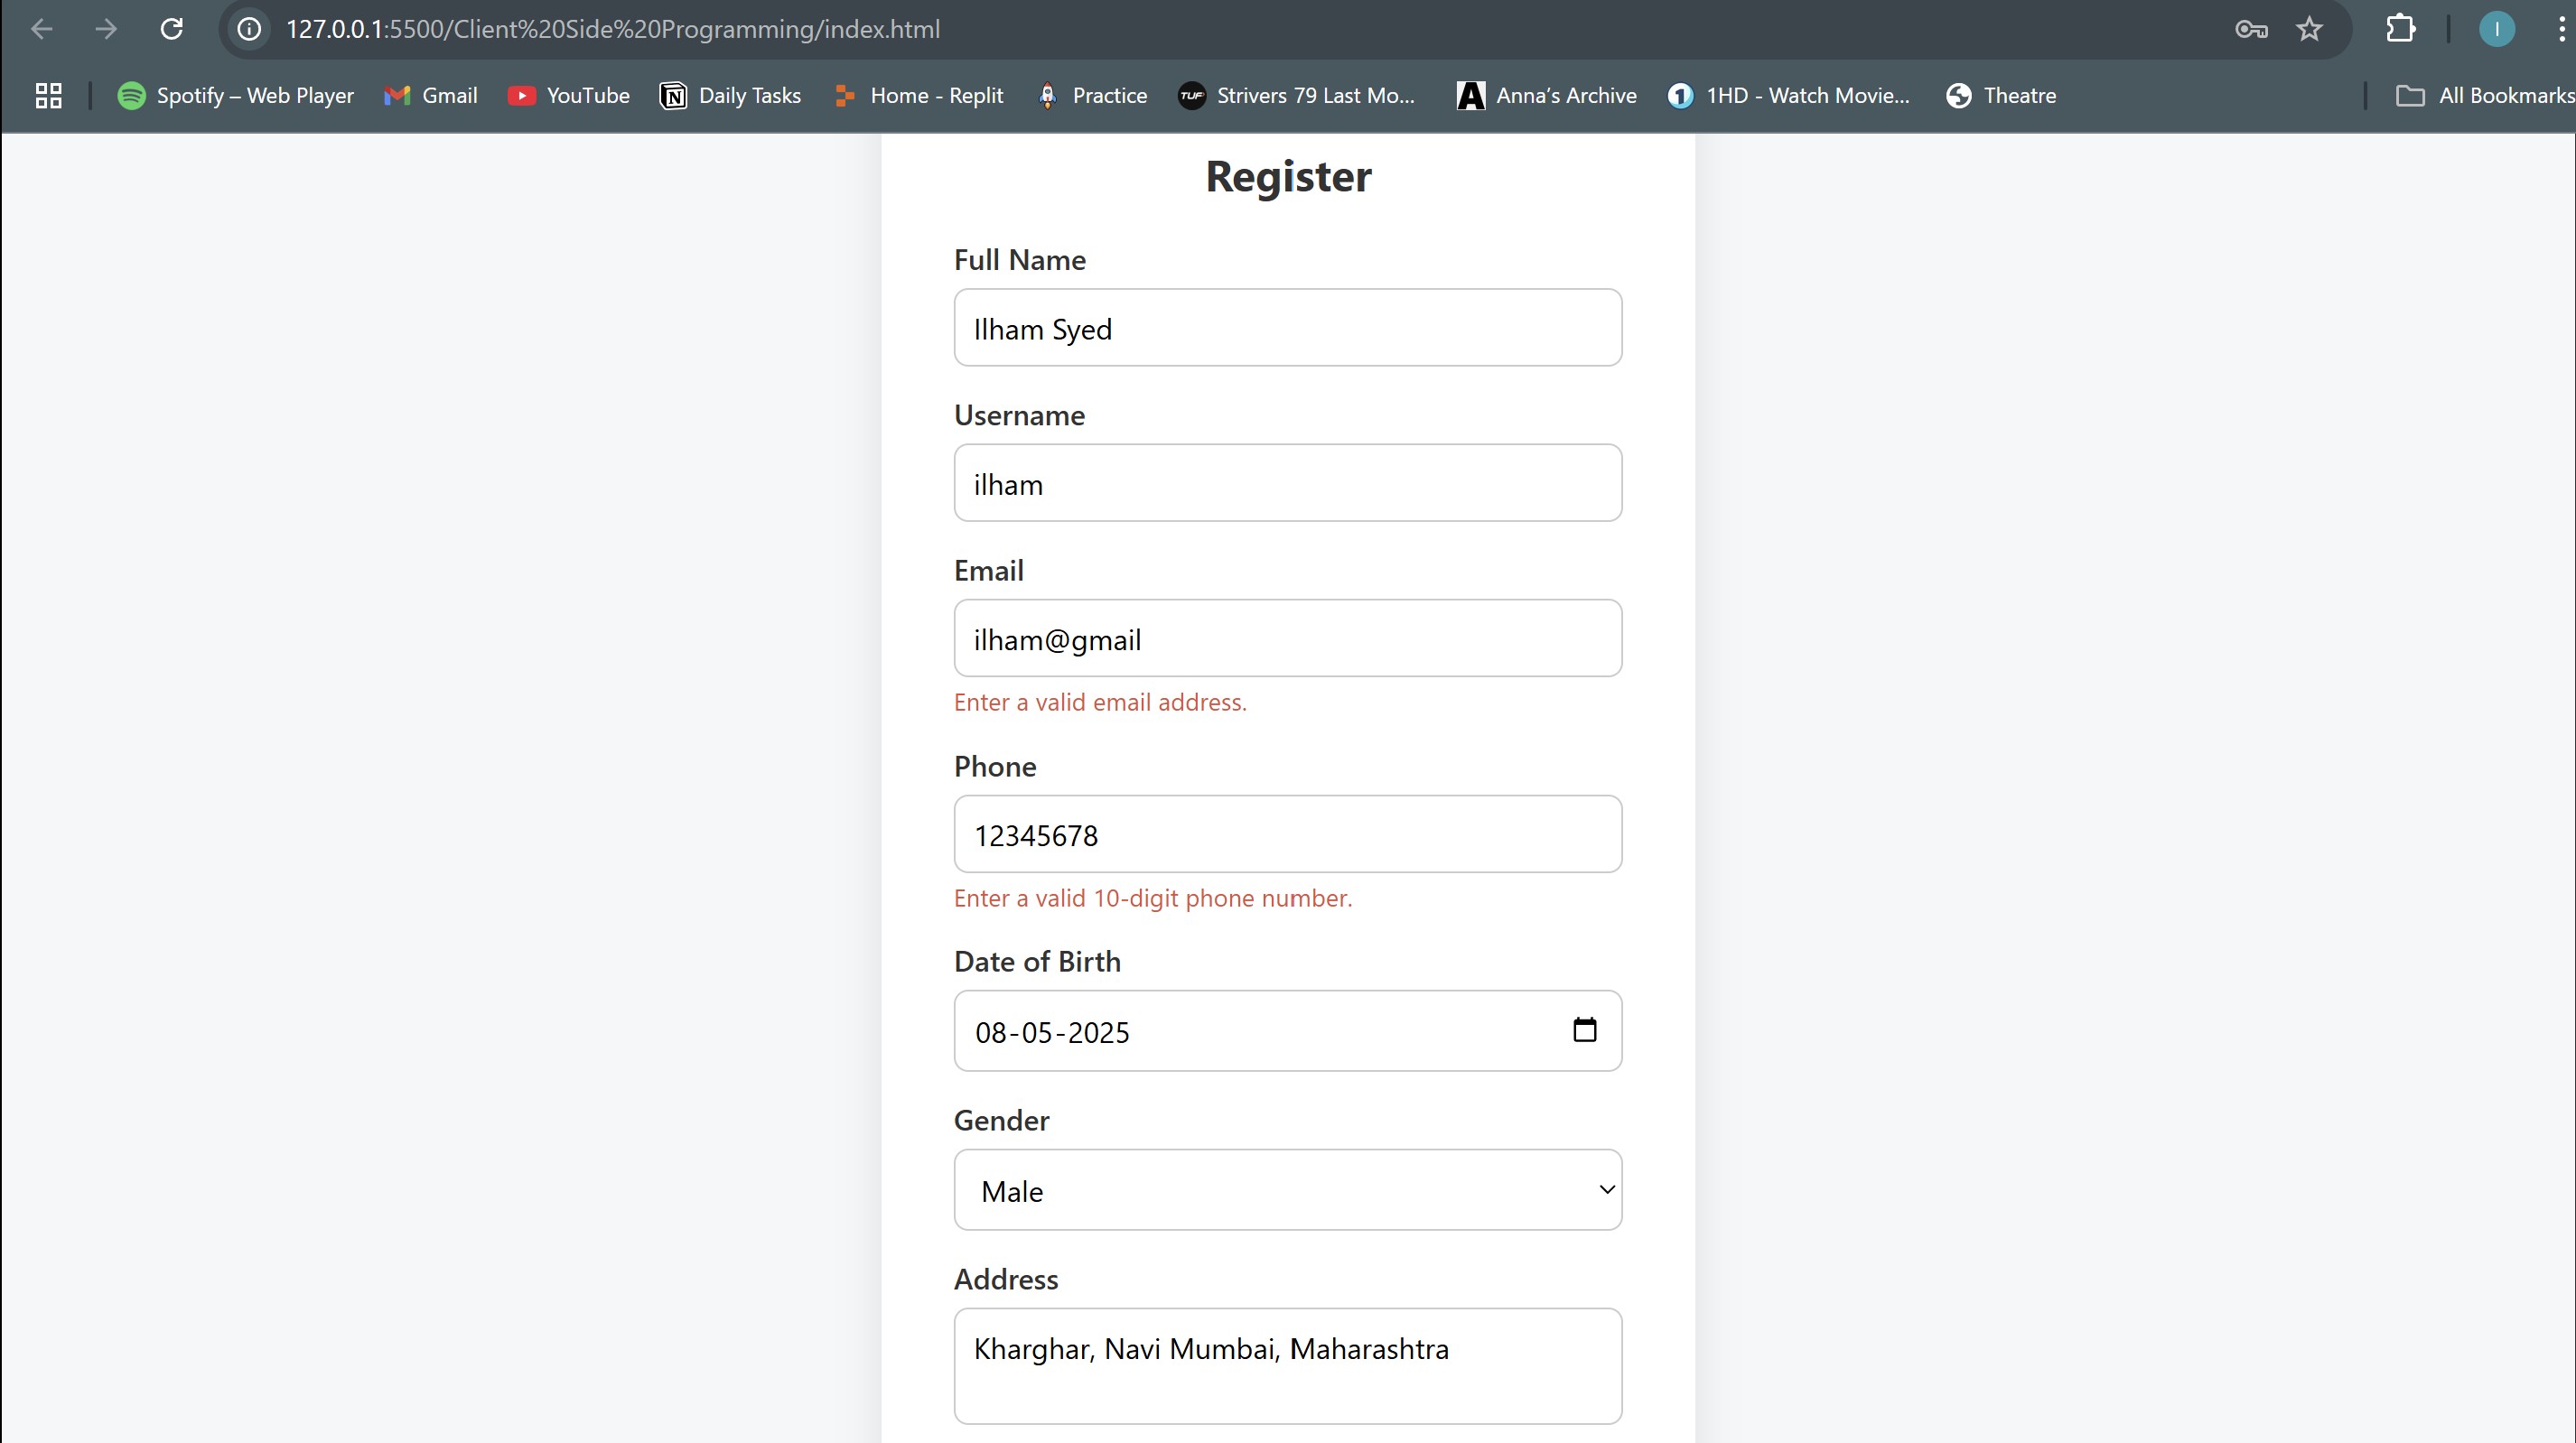 127.0.0.1:5500/Client%20Side%20Programming/index.html
I
Spotify – Web Player Gmail YouTube Daily Tasks Home - Replit Practice TUF Strivers 79 Last Mo... A Anna's Archive 1 1HD - Watch Movie... Theatre All Bookmarks
Register
Full Name
Ilham Syed
Username
ilham
Email
ilham@gmail
Enter a valid email address.
Phone
12345678
Enter a valid 10-digit phone number.
Date of Birth
08-05-2025
Gender
Male
Address
Kharghar, Navi Mumbai, Maharashtra